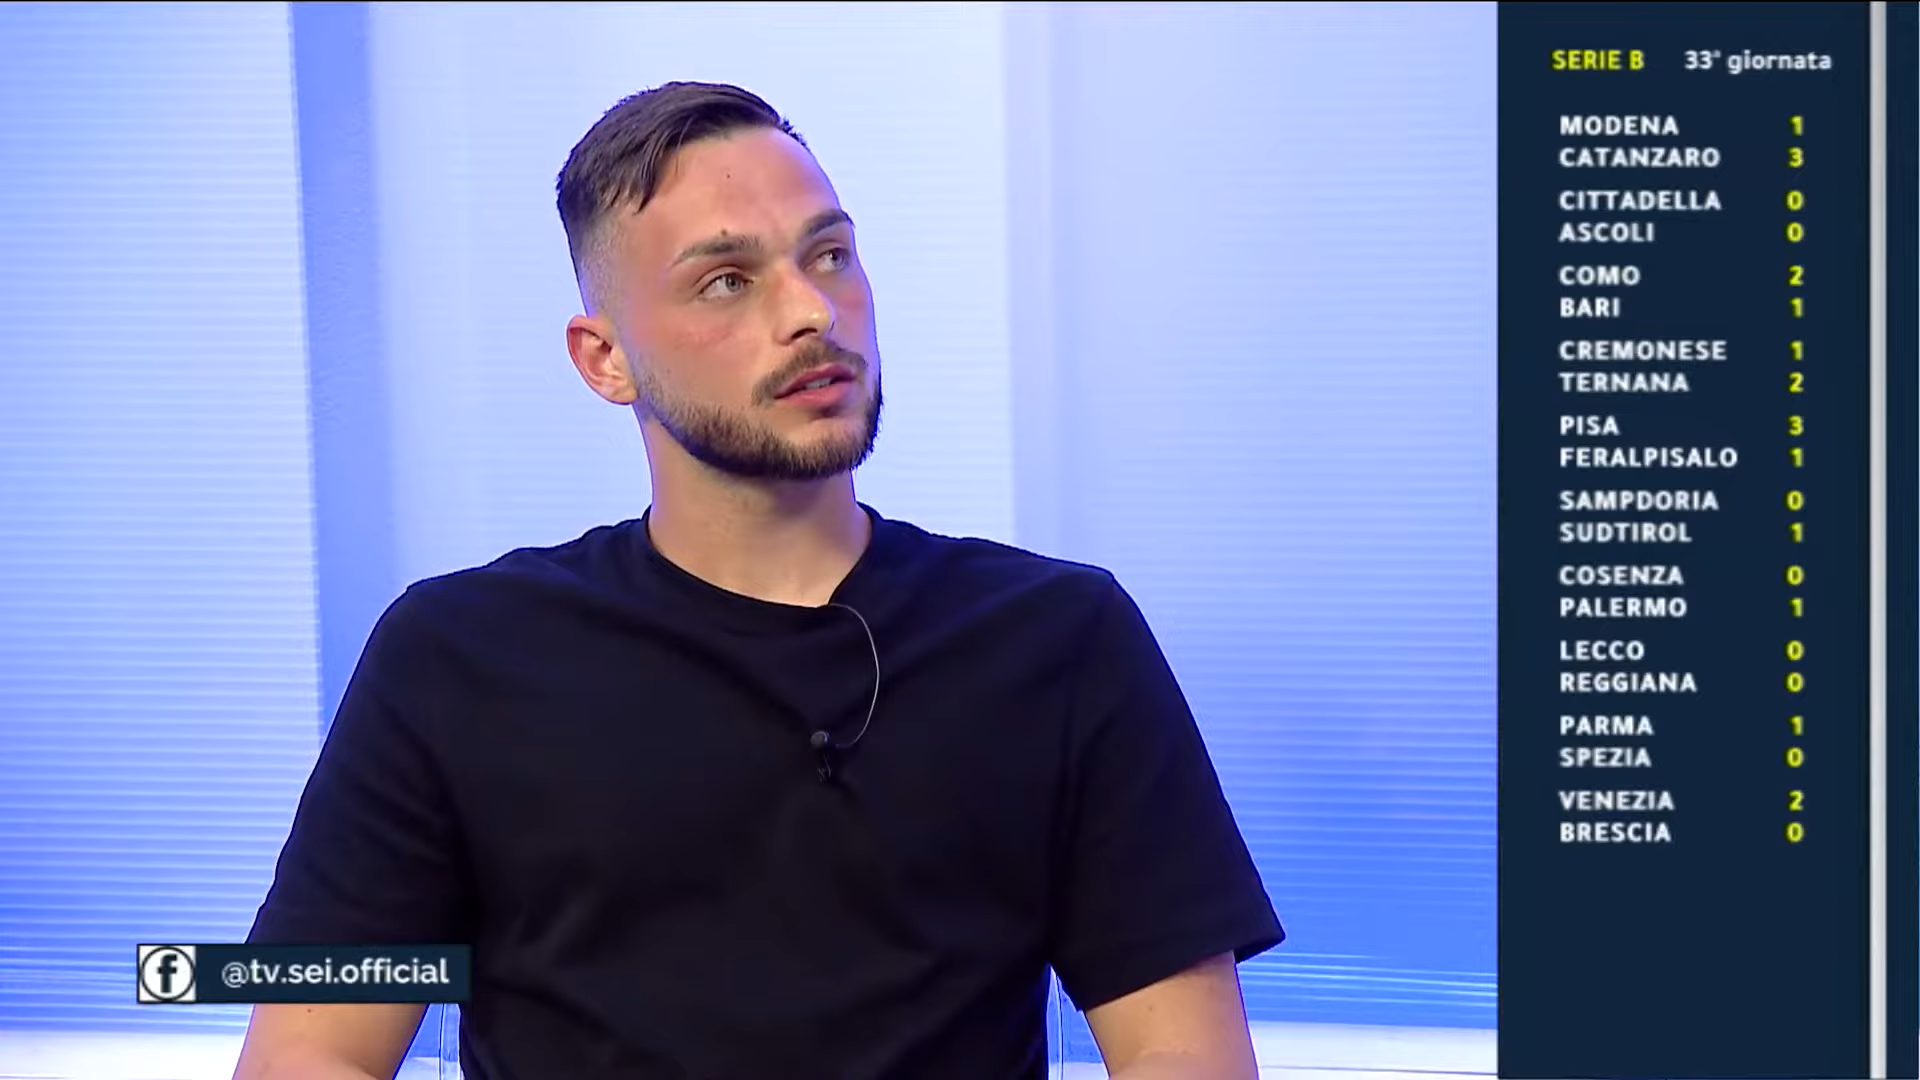 SERIE B 33ª giornata
MODENA 1
CATANZARO 3
CITTADELLA 0
ASCOLI 0
COMO 2
BARI 1
CREMONESE 1
TERNANA 2
PISA 3
FERALPISALO 1
SAMPDORIA 0
SUDTIROL 1
COSENZA 0
PALERMO 1
LECCO 0
REGGIANA 0
PARMA 1
SPEZIA 0
VENEZIA 2
BRESCIA 0
@tv.sei.official